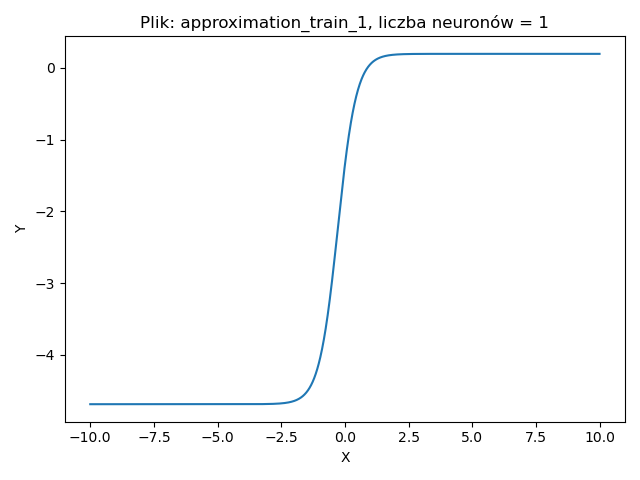 Plik: approximation_train_1, liczba neuronów = 1
0
−1
−2
−3
−4
Y
−10.0 −7.5 −5.0 −2.5 0.0 2.5 5.0 7.5 10.0
X